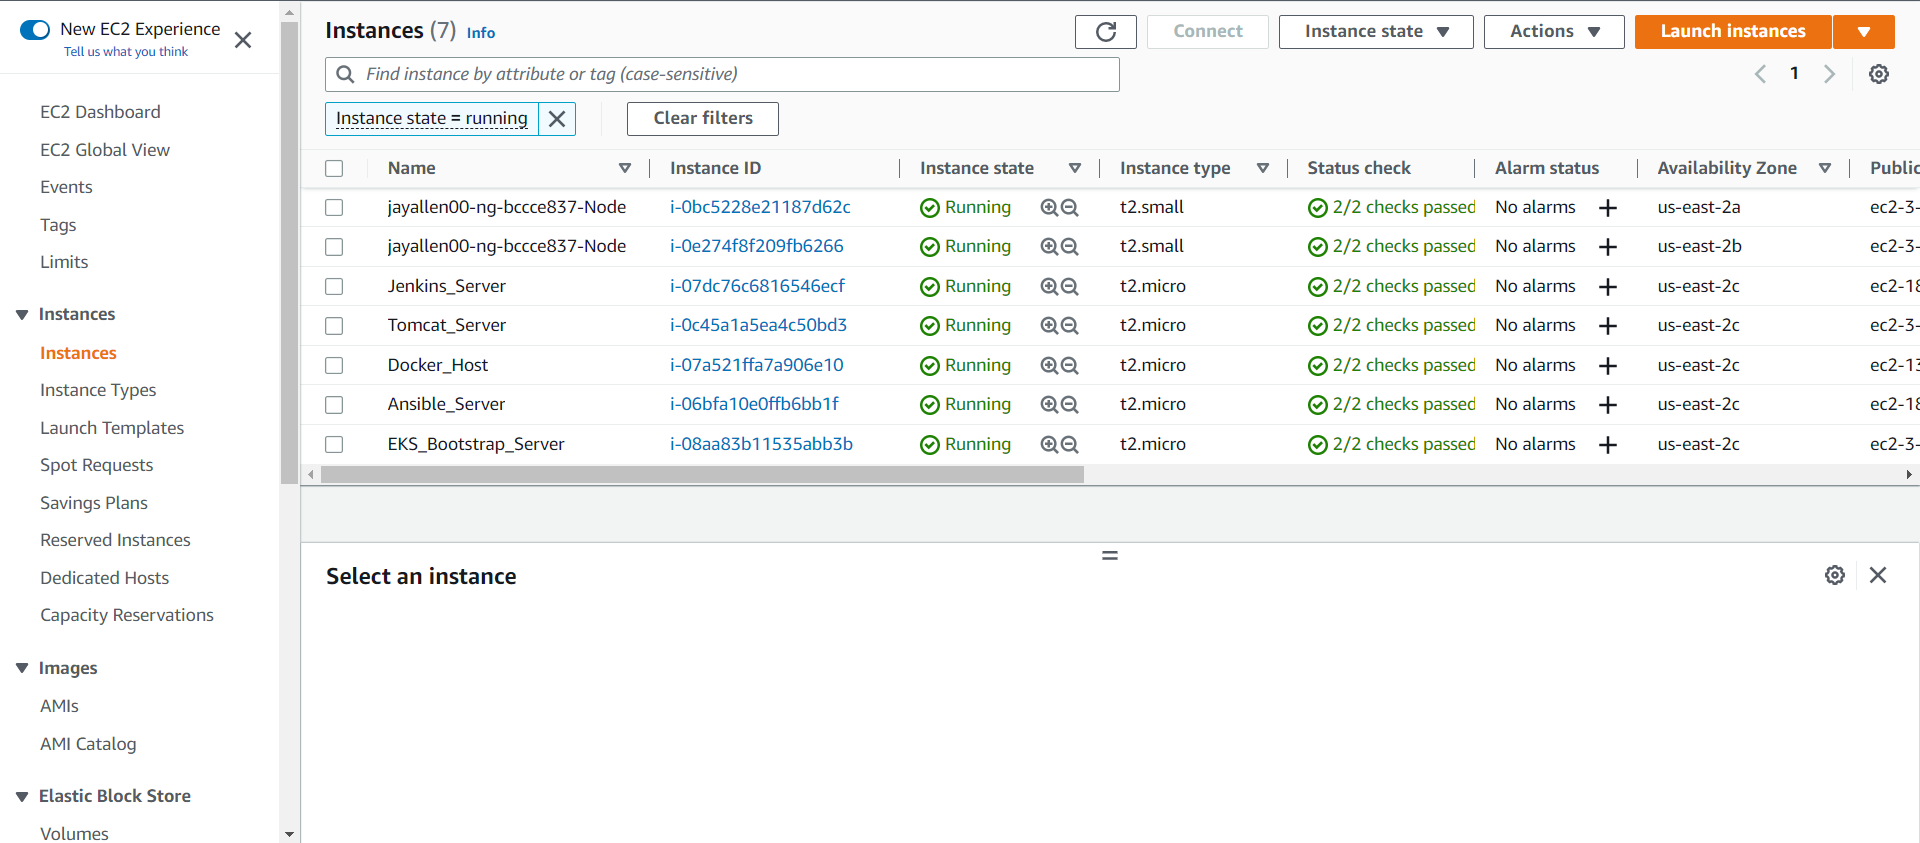 New EC2 Experience
Tell us what you think
EC2 Dashboard
EC2 Global View
Events
Tags
Limits
Instances
Instances
Instance Types
Launch Templates
Spot Requests
Savings Plans
Reserved Instances
Dedicated Hosts
Capacity Reservations
Images
AMIs
AMI Catalog
Elastic Block Store
Volumes
Instances (7) Info
Connect Instance state Actions Launch instances
Find instance by attribute or tag (case-sensitive)
1
Instance state = running Clear filters
Name Instance ID Instance state Instance type Status check Alarm status Availability Zone Public
jayallen00-ng-bccce837-Node i-0bc5228e21187d62c Running t2.small 2/2 checks passed No alarms us-east-2a ec2-3-
jayallen00-ng-bccce837-Node i-0e274f8f209fb6266 Running t2.small 2/2 checks passed No alarms us-east-2b ec2-3-
Jenkins_Server i-07dc76c6816546ecf Running t2.micro 2/2 checks passed No alarms us-east-2c ec2-18
Tomcat_Server i-0c45a1a5ea4c50bd3 Running t2.micro 2/2 checks passed No alarms us-east-2c ec2-3-
Docker_Host i-07a521ffa7a906e10 Running t2.micro 2/2 checks passed No alarms us-east-2c ec2-13
Ansible_Server i-06bfa10e0ffb6bb1f Running t2.micro 2/2 checks passed No alarms us-east-2c ec2-18
EKS_Bootstrap_Server i-08aa83b11535abb3b Running t2.micro 2/2 checks passed No alarms us-east-2c ec2-3-
Select an instance